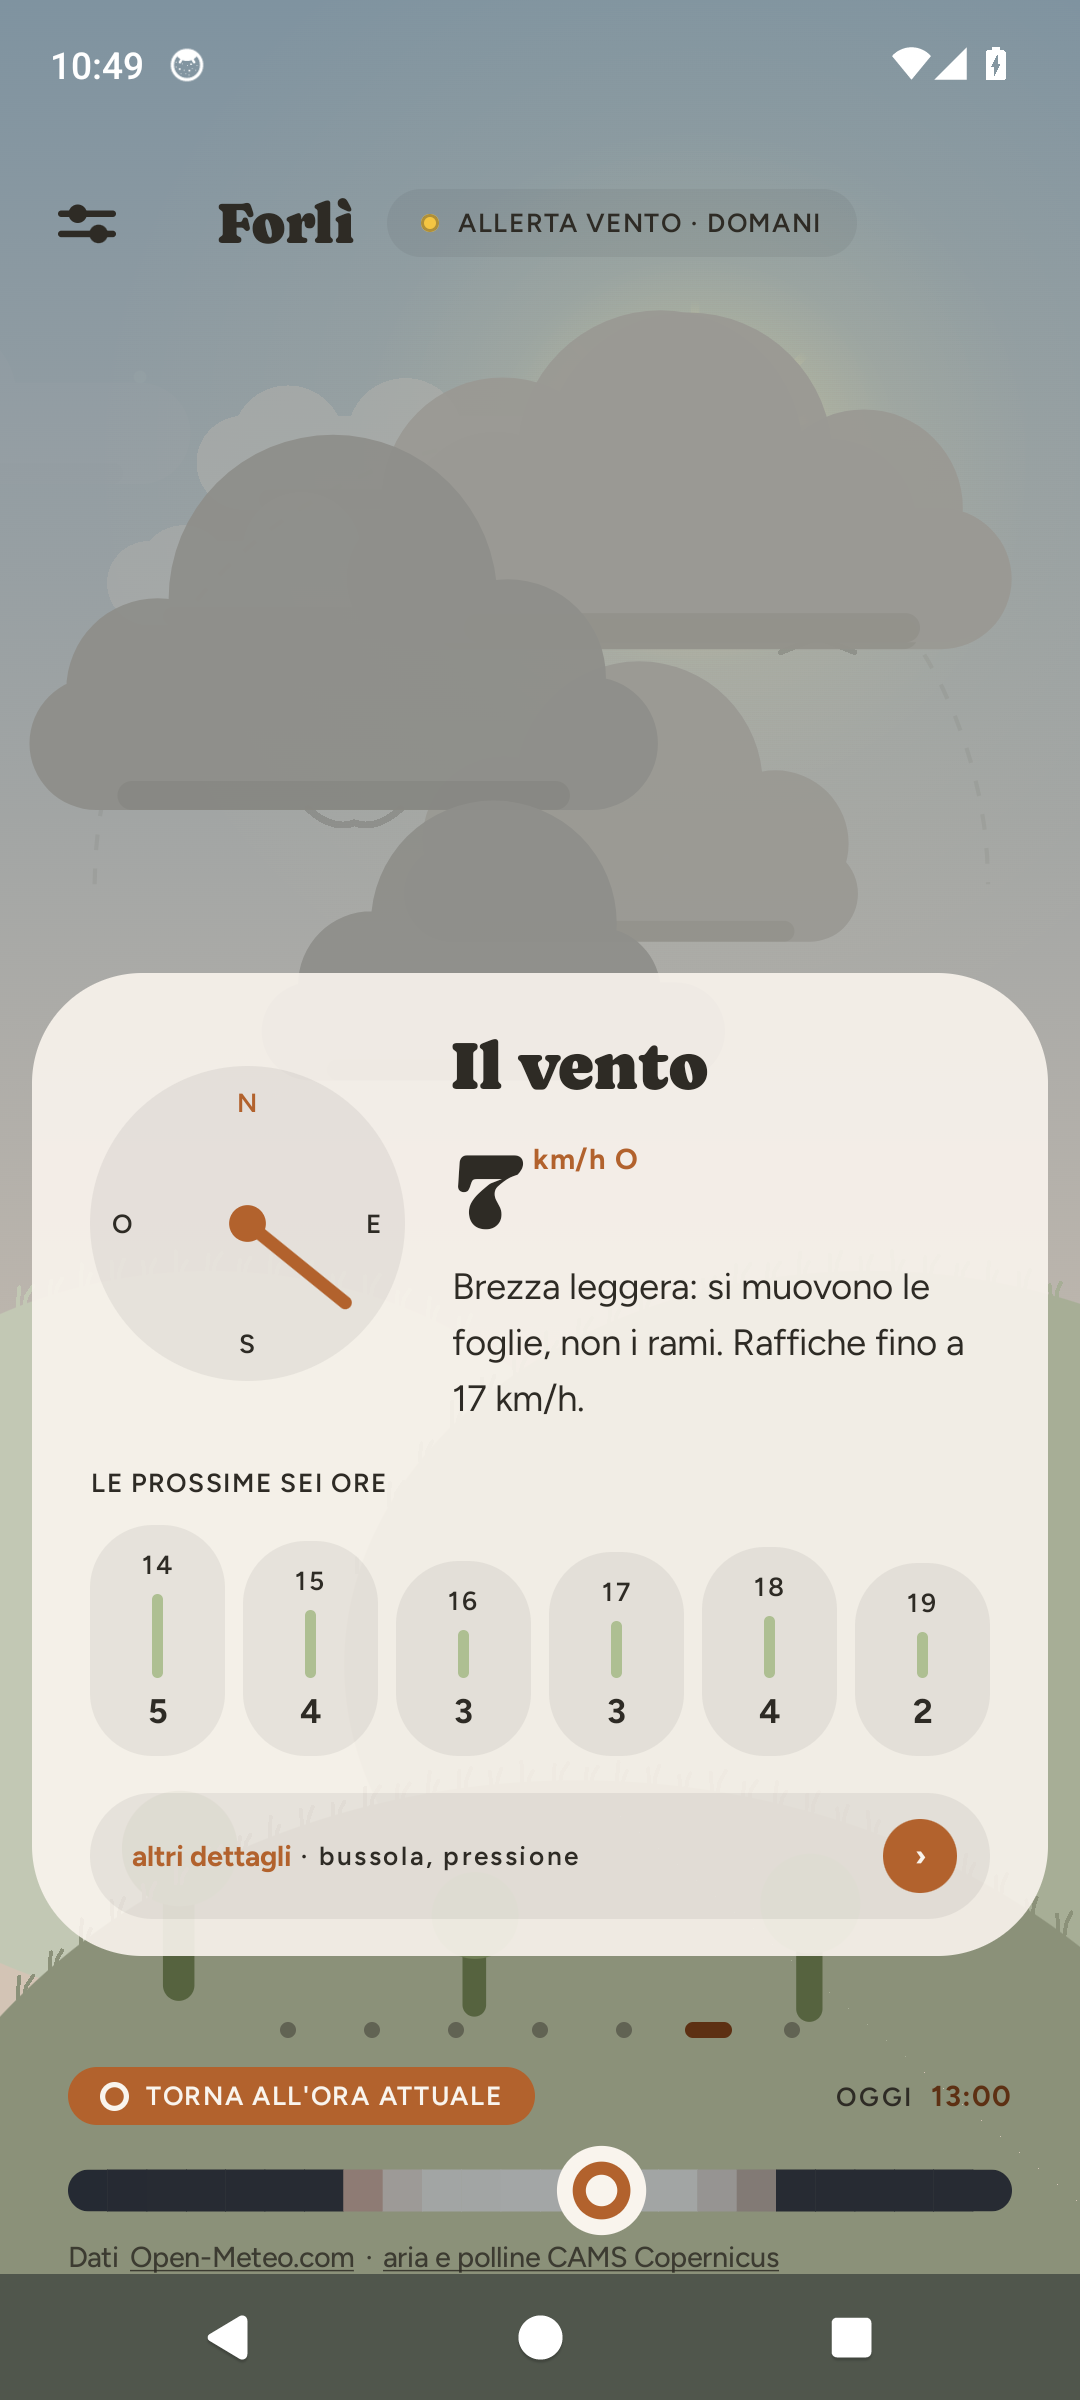 10:49
Forlì
ALLERTA VENTO · DOMANI
Il vento
7 km/h O
N
O
E
S
Brezza leggera: si muovono le
foglie, non i rami. Raffiche fino a
17 km/h.
LE PROSSIME SEI ORE
14 15 16 17 18 19
5 4 3 3 4 2
altri dettagli · bussola, pressione
›
TORNA ALL'ORA ATTUALE
OGGI 13:00
Dati Open-Meteo.com · aria e polline CAMS Copernicus